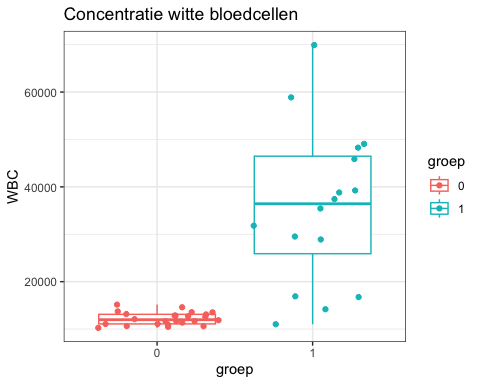 Concentratie witte bloedcellen
60000
40000
20000
WBC
0
1
groep
groep
0
1